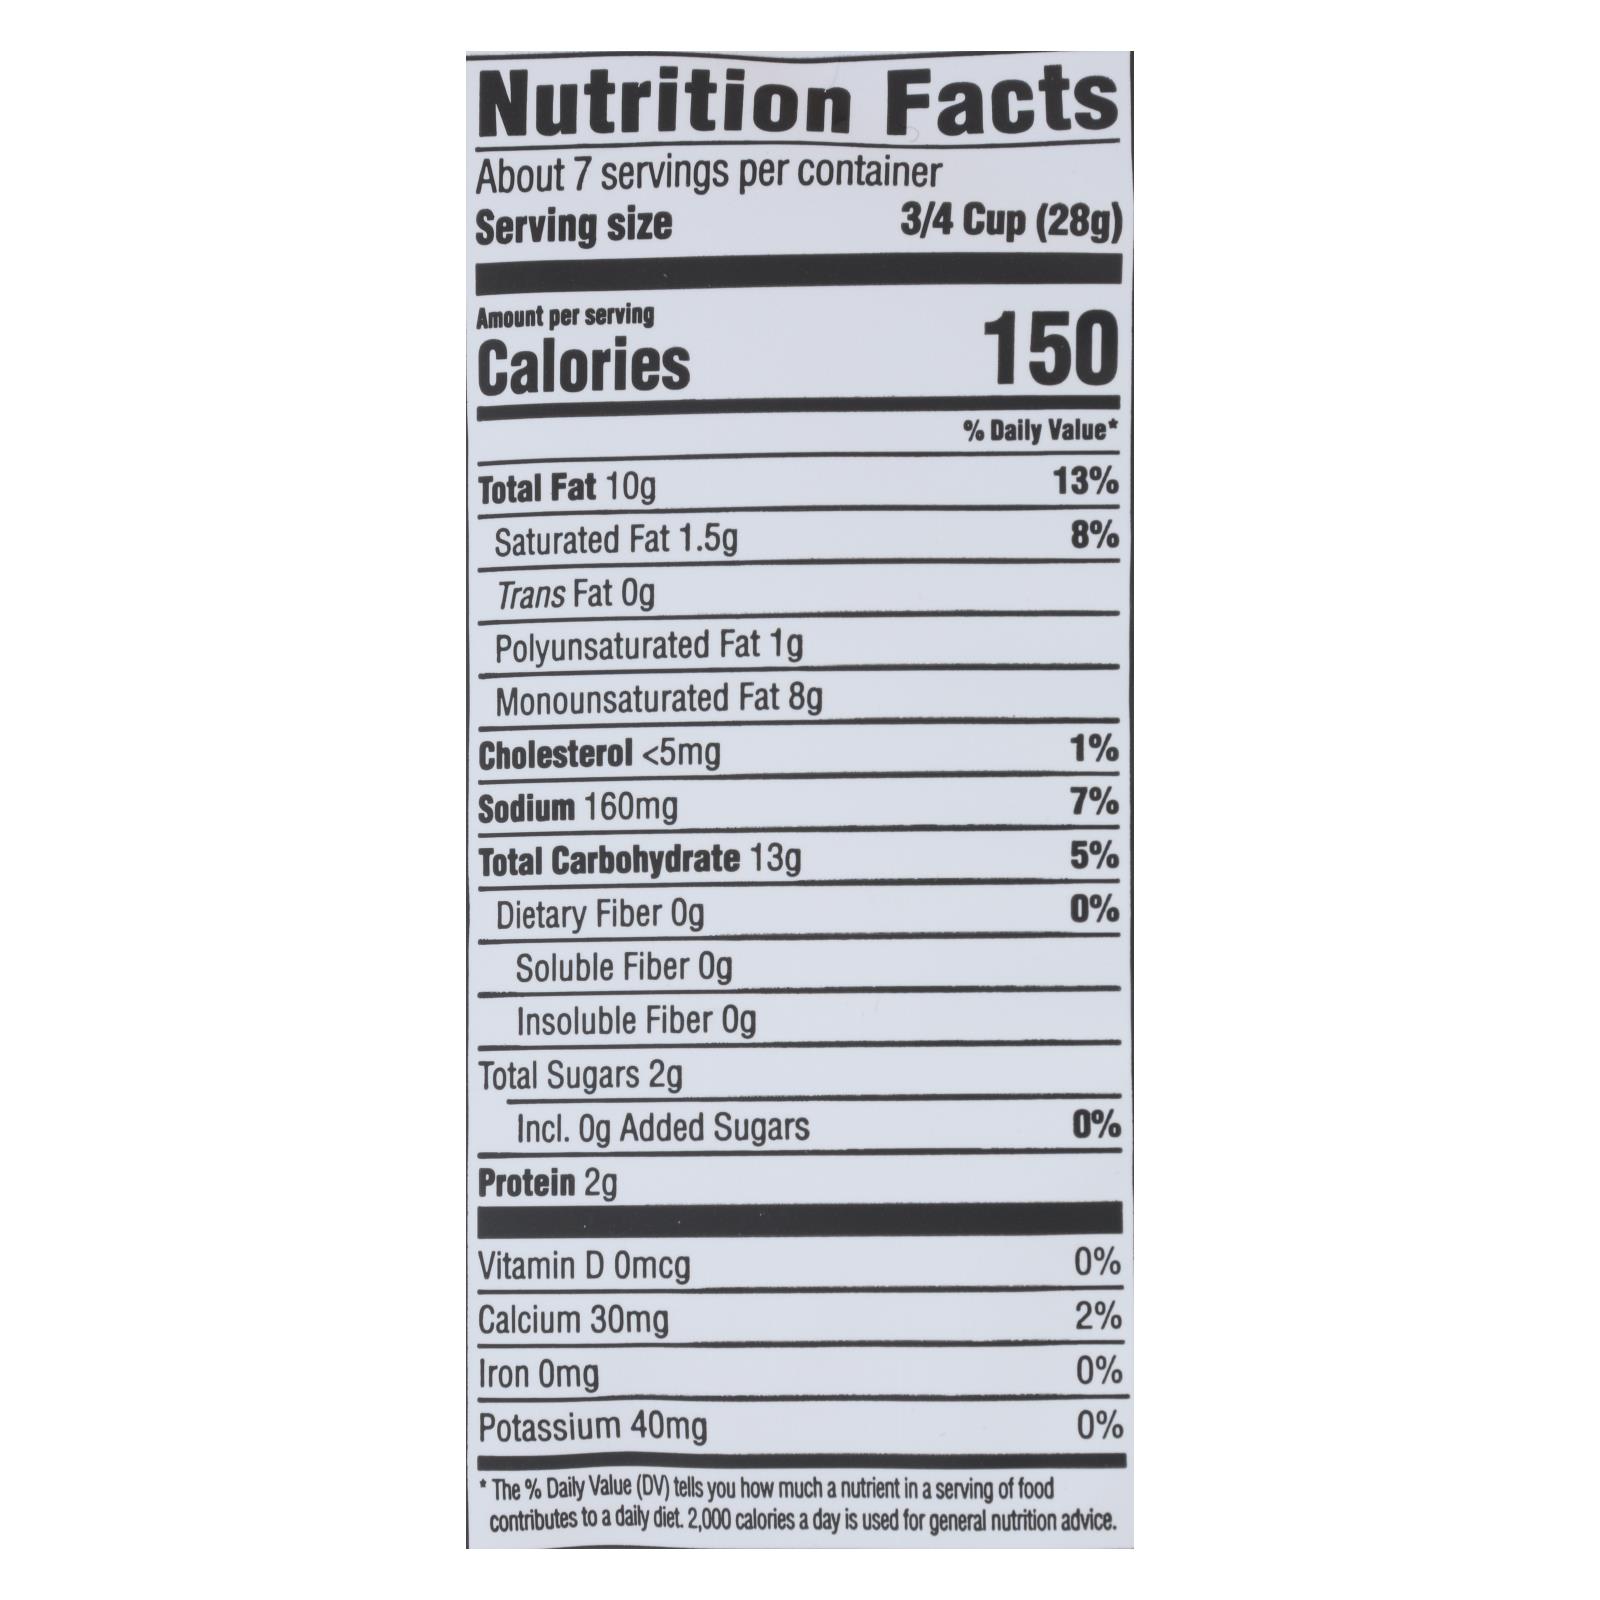 Nutrition Facts
About 7 servings per container
Serving size 3/4 Cup (28g)
Amount per serving
Calories 150
% Daily Value*
Total Fat 10g 13%
Saturated Fat 1.5g 8%
Trans Fat 0g
Polyunsaturated Fat 1g
Monounsaturated Fat 8g
Cholesterol <5mg 1%
Sodium 160mg 7%
Total Carbohydrate 13g 5%
Dietary Fiber 0g 0%
Soluble Fiber 0g
Insoluble Fiber 0g
Total Sugars 2g
Incl. 0g Added Sugars 0%
Protein 2g
Vitamin D 0mcg 0%
Calcium 30mg 2%
Iron 0mg 0%
Potassium 40mg 0%
* The % Daily Value (DV) tells you how much a nutrient in a serving of food
contributes to a daily diet. 2,000 calories a day is used for general nutrition advice.